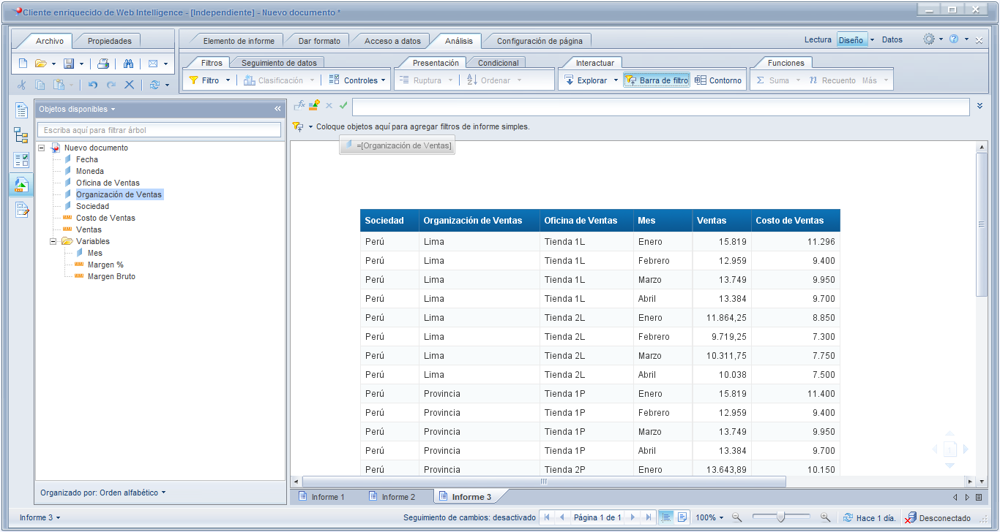 Cliente enriquecido de Web Intelligence - [Independiente] - Nuevo documento *
Archivo Propiedades Elemento de informe Dar formato Acceso a datos Análisis Configuración de página Lectura Diseño Datos
Filtros Seguimiento de datos Presentación Condicional Interactuar Funciones
Filtro Clasificación Controles Ruptura Ordenar Explorar Barra de filtro Contorno Σ Suma n Recuento Más
Objetos disponibles
Escriba aquí para filtrar árbol
Coloque objetos aquí para agregar filtros de informe simples.
=[Organización de Ventas]
Nuevo documento
Fecha
Moneda
Oficina de Ventas
Organización de Ventas
Sociedad
Costo de Ventas
Ventas
Variables
Mes
Margen %
Margen Bruto
Sociedad Organización de Ventas Oficina de Ventas Mes Ventas Costo de Ventas
Perú Lima Tienda 1L Enero 15.819 11.296
Perú Lima Tienda 1L Febrero 12.959 9.400
Perú Lima Tienda 1L Marzo 13.749 9.950
Perú Lima Tienda 1L Abril 13.384 9.700
Perú Lima Tienda 2L Enero 11.864,25 8.850
Perú Lima Tienda 2L Febrero 9.719,25 7.300
Perú Lima Tienda 2L Marzo 10.311,75 7.750
Perú Lima Tienda 2L Abril 10.038 7.500
Perú Provincia Tienda 1P Enero 15.819 11.400
Perú Provincia Tienda 1P Febrero 12.959 9.400
Perú Provincia Tienda 1P Marzo 13.749 9.950
Perú Provincia Tienda 1P Abril 13.384 9.700
Perú Provincia Tienda 2P Enero 13.643,89 10.150
Organizado por: Orden alfabético
Informe 1 Informe 2 Informe 3
Informe 3 Seguimiento de cambios: desactivado Página 1 de 1 100% Hace 1 día. Desconectado